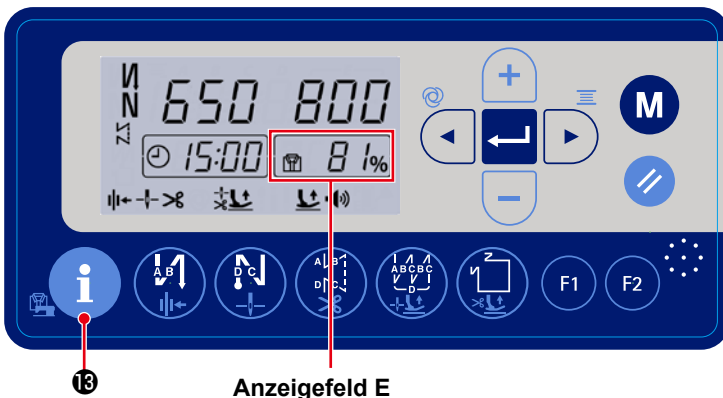 650 800
15:00 81%
M
i
A B
D C
A B
D C
A A A
B C B C
D
F1
F2
⓭
Anzeigefeld E